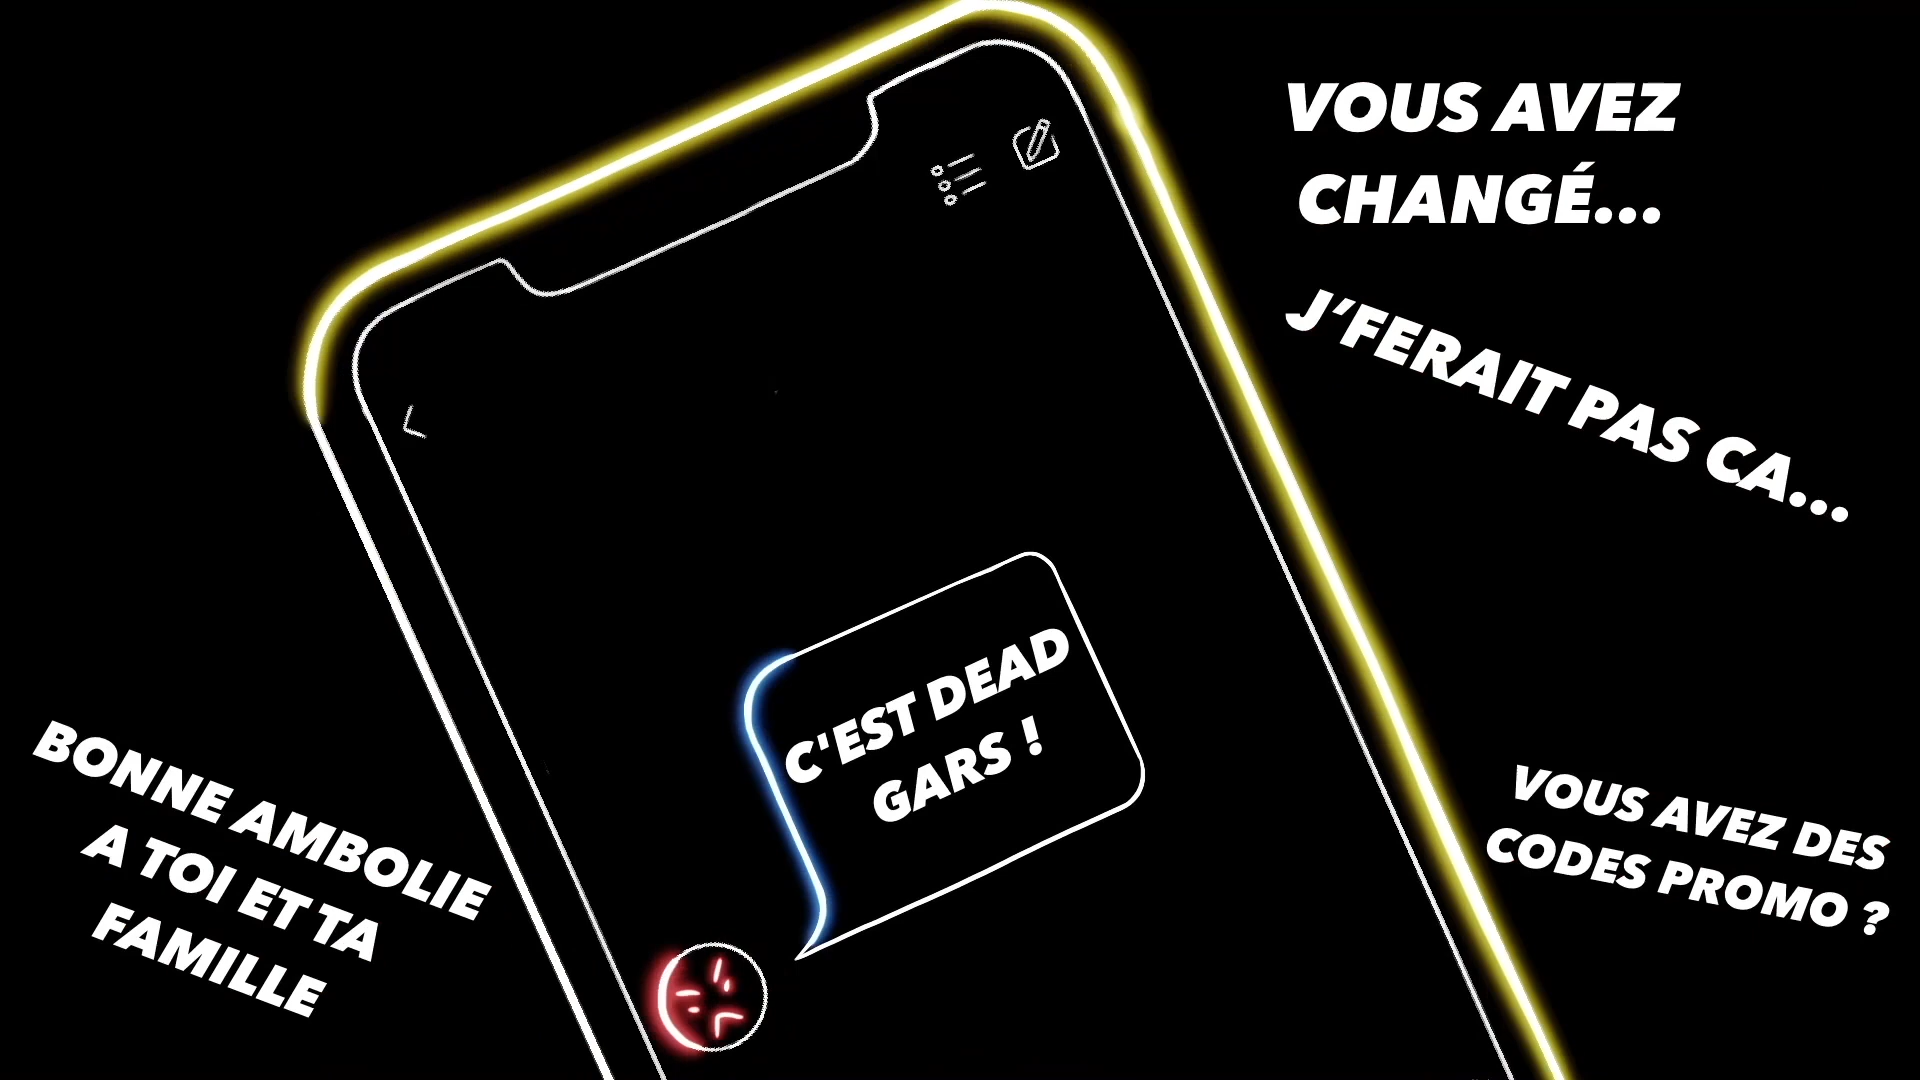 VOUS AVEZ
CHANGÉ...
J'FERAIT PAS CA...
C'EST DEAD
GARS !
BONNE AMBOLIE
A TOI ET TA
FAMILLE
VOUS AVEZ DES
CODES PROMO ?